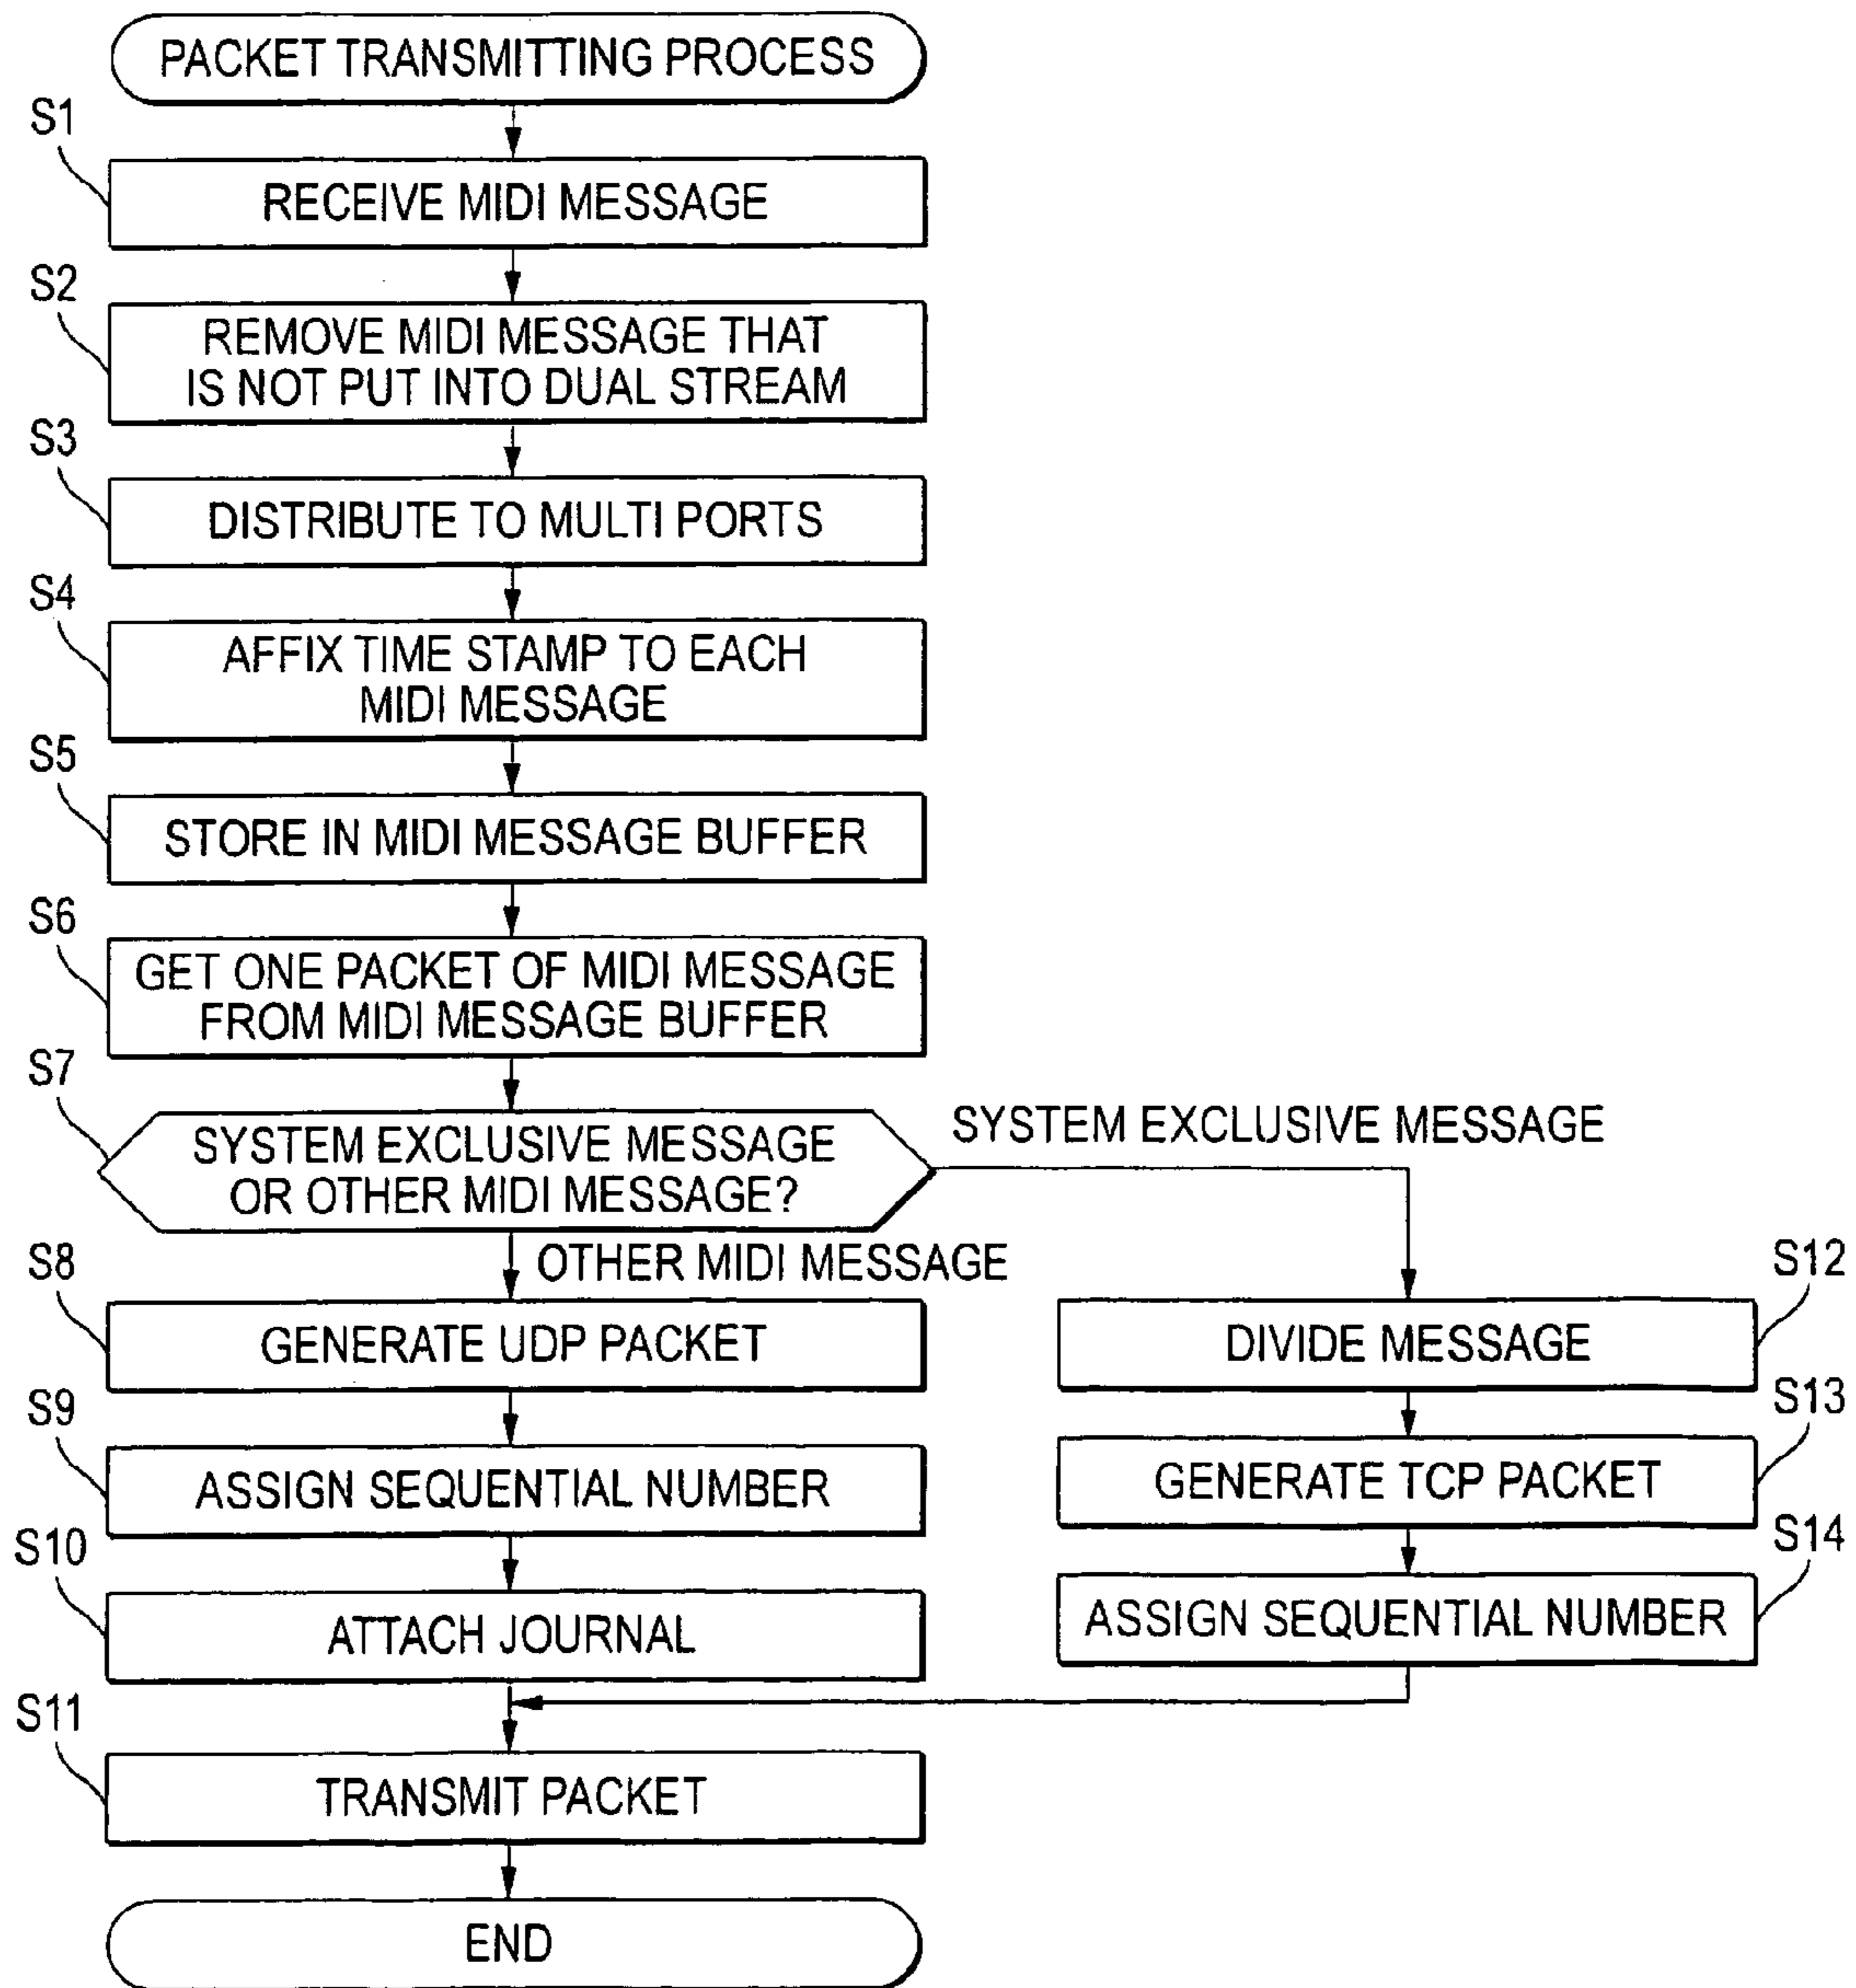 PACKET TRANSMITTING PROCESS
S1
RECEIVE MIDI MESSAGE
S2
REMOVE MIDI MESSAGE THAT
IS NOT PUT INTO DUAL STREAM
S3
DISTRIBUTE TO MULTI PORTS
S4
AFFIX TIME STAMP TO EACH
MIDI MESSAGE
S5
STORE IN MIDI MESSAGE BUFFER
S6
GET ONE PACKET OF MIDI MESSAGE
FROM MIDI MESSAGE BUFFER
S7
SYSTEM EXCLUSIVE MESSAGE
OR OTHER MIDI MESSAGE?
SYSTEM EXCLUSIVE MESSAGE
OTHER MIDI MESSAGE
S8
GENERATE UDP PACKET
S9
ASSIGN SEQUENTIAL NUMBER
S10
ATTACH JOURNAL
S12
DIVIDE MESSAGE
S13
GENERATE TCP PACKET
S14
ASSIGN SEQUENTIAL NUMBER
S11
TRANSMIT PACKET
END